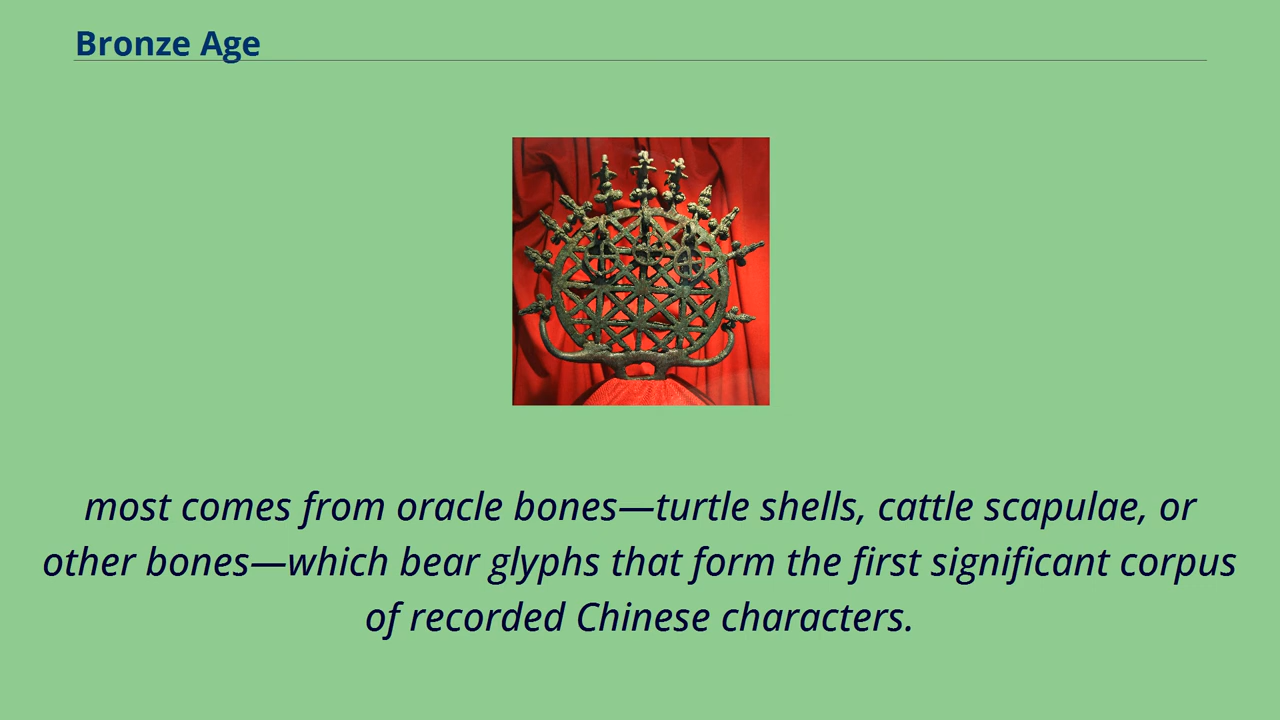 Bronze Age
most comes from oracle bones—turtle shells, cattle scapulae, or
other bones—which bear glyphs that form the first significant corpus
of recorded Chinese characters.